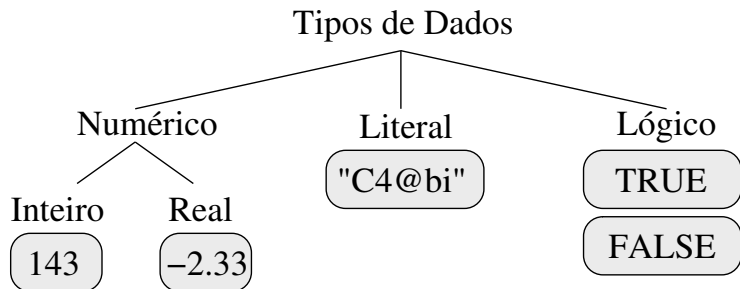 Tipos de Dados
Numérico
Literal
Lógico
"C4@bi"
TRUE
Inteiro
Real
FALSE
143
−2.33